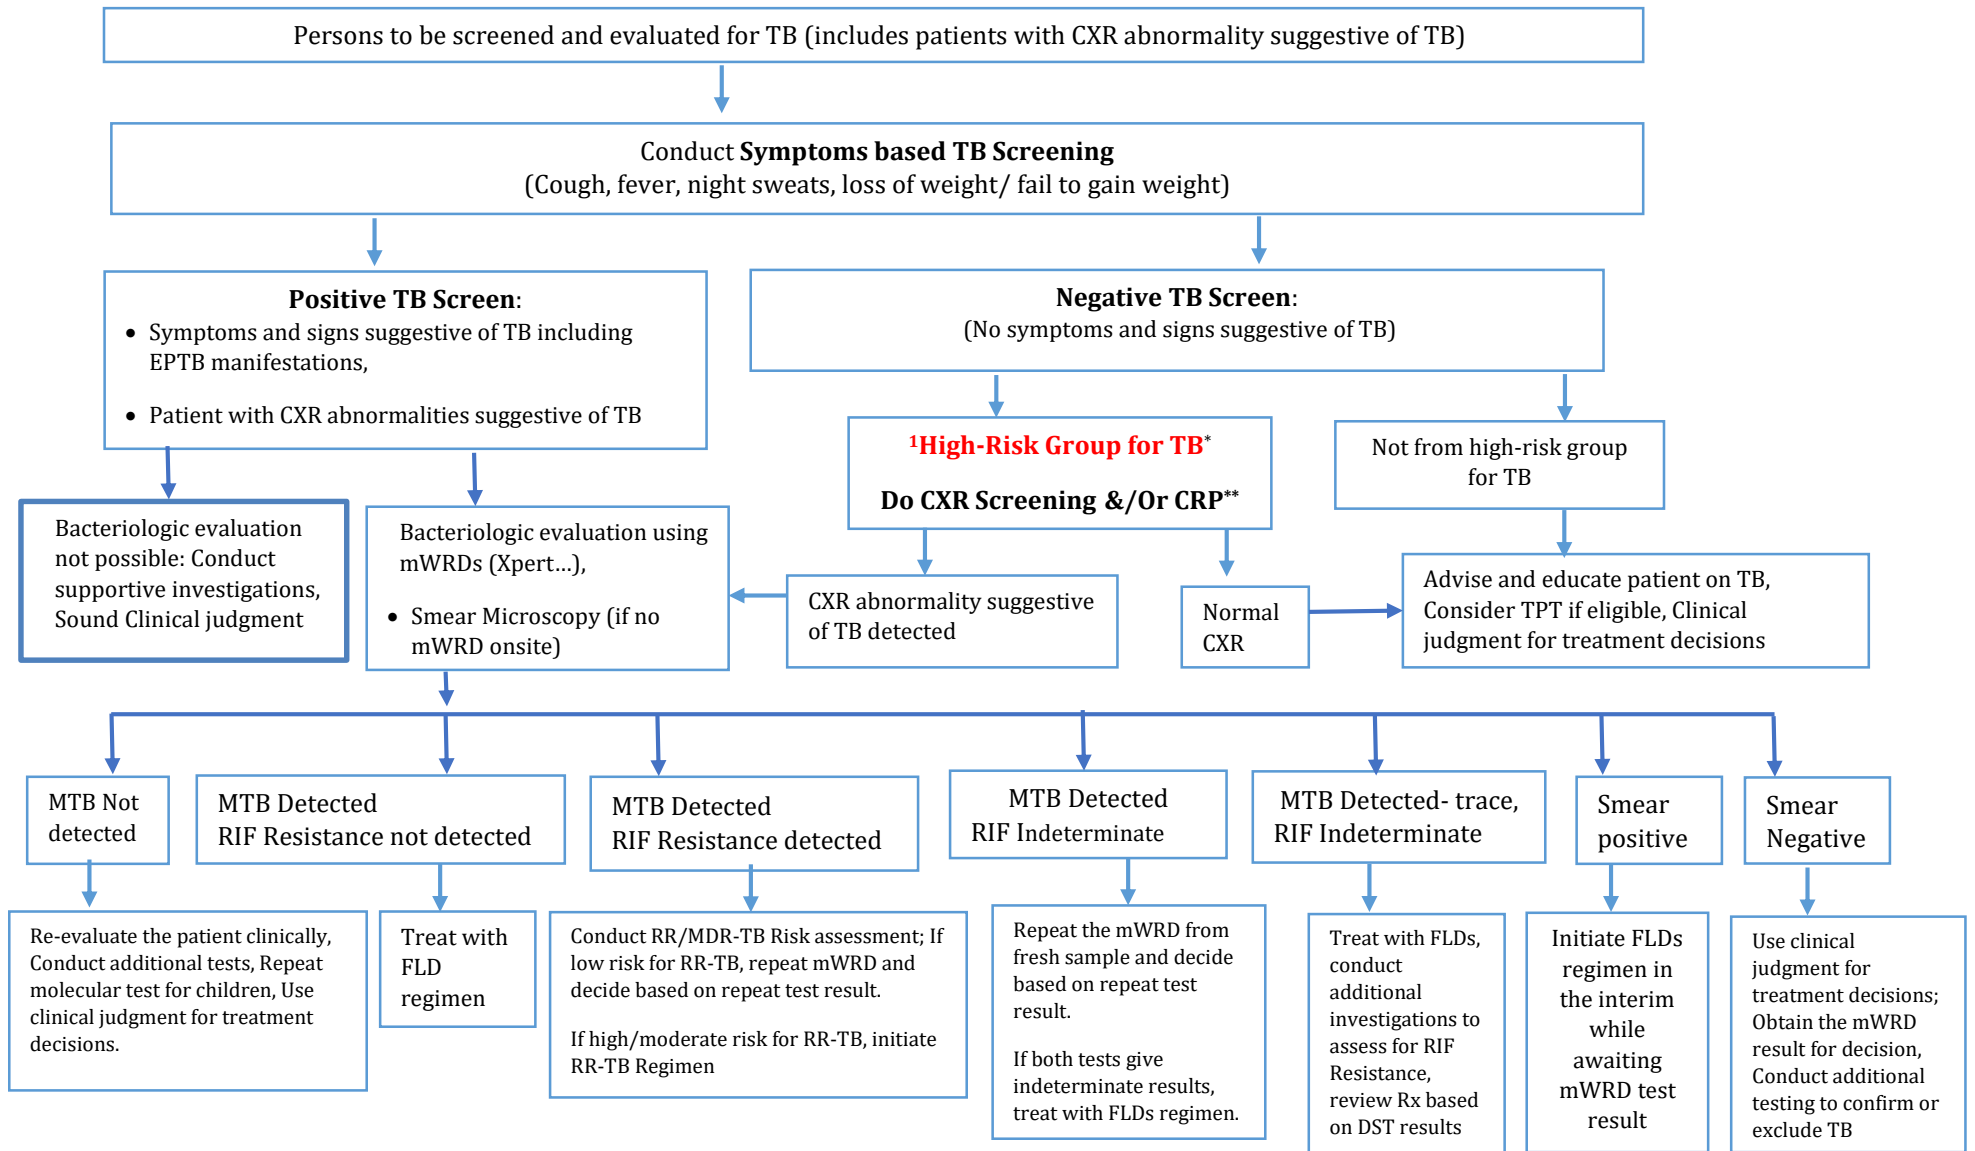 Persons to be screened and evaluated for TB (includes patients with CXR abnormality suggestive of TB)
Conduct Symptoms based TB Screening
(Cough, fever, night sweats, loss of weight/ fail to gain weight)
Positive TB Screen:
• Symptoms and signs suggestive of TB including
EPTB manifestations,
• Patient with CXR abnormalities suggestive of TB
Negative TB Screen:
(No symptoms and signs suggestive of TB)
¹High-Risk Group for TB*
Do CXR Screening &/Or CRP**
Not from high-risk group
for TB
Bacteriologic evaluation
not possible: Conduct
supportive investigations,
Sound Clinical judgment
Bacteriologic evaluation using
mWRDs (Xpert…),
• Smear Microscopy (if no
mWRD onsite)
CXR abnormality suggestive
of TB detected
Normal
CXR
Advise and educate patient on TB,
Consider TPT if eligible, Clinical
judgment for treatment decisions
MTB Not
detected
MTB Detected
RIF Resistance not detected
MTB Detected
RIF Resistance detected
MTB Detected
RIF Indeterminate
MTB Detected- trace,
RIF Indeterminate
Smear
positive
Smear
Negative
Re-evaluate the patient clinically,
Conduct additional tests, Repeat
molecular test for children, Use
clinical judgment for treatment
decisions.
Treat with
FLD
regimen
Conduct RR/MDR-TB Risk assessment; If
low risk for RR-TB, repeat mWRD and
decide based on repeat test result.
If high/moderate risk for RR-TB, initiate
RR-TB Regimen
Repeat the mWRD from
fresh sample and decide
based on repeat test
result.
If both tests give
indeterminate results,
treat with FLDs regimen.
Treat with FLDs,
conduct
additional
investigations to
assess for RIF
Resistance,
review Rx based
on DST results
Initiate FLDs
regimen in
the interim
while
awaiting
mWRD test
result
Use clinical
judgment for
treatment decisions;
Obtain the mWRD
result for decision,
Conduct additional
testing to confirm or
exclude TB